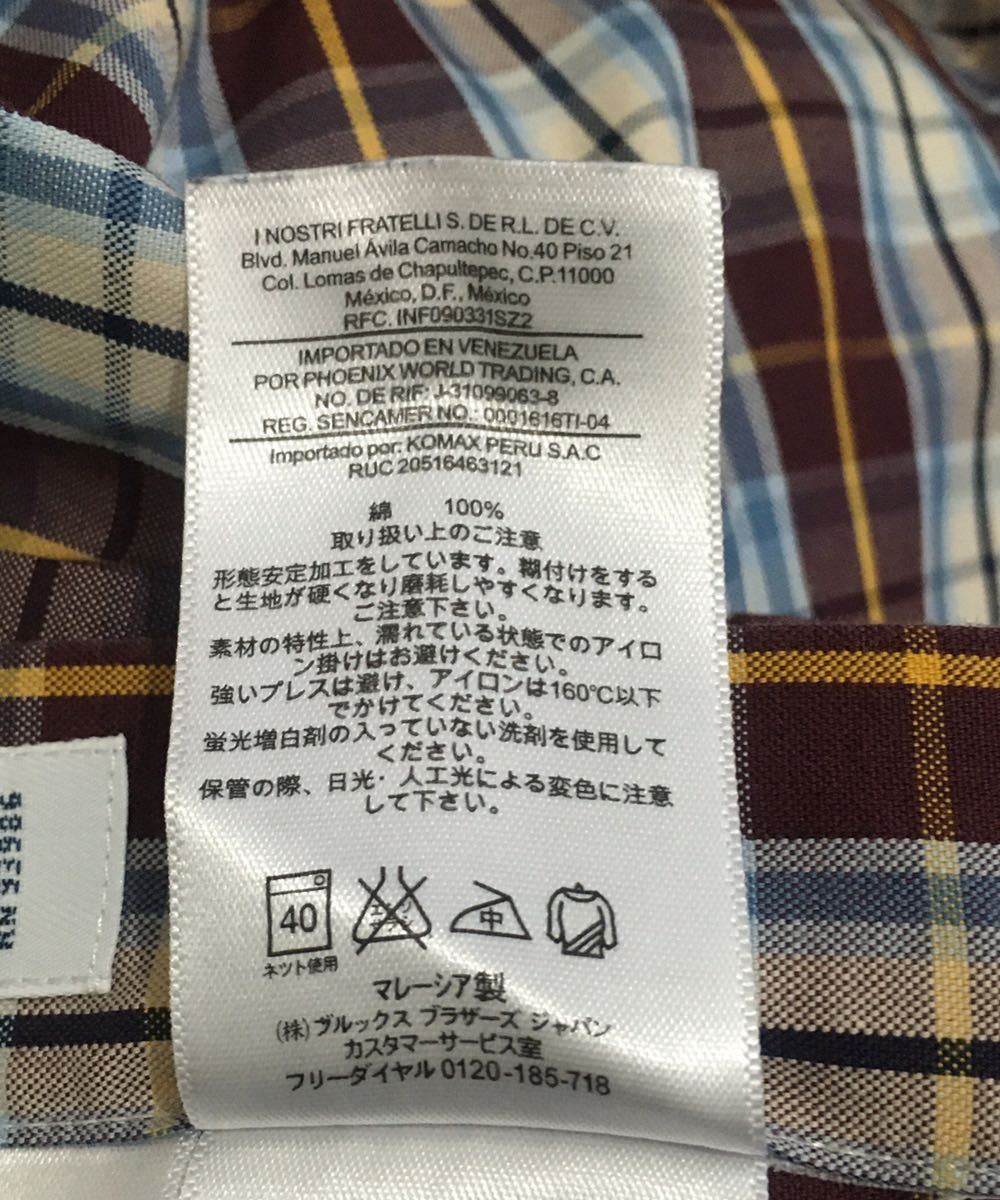 I NOSTRI FRATELLI S. DE R.L. DE C.V.
Blvd. Manuel Ávila Camacho No.40 Piso 21
Col. Lomas de Chapultepec, C.P.11000
México, D.F., México
RFC. INF090331SZ2
IMPORTADO EN VENEZUELA
POR PHOENIX WORLD TRADING, C.A.
NO. DE RIF: J-31099063-8
REG. SENCAMER NO.: 0001616TI-04
Importado por: KOMAX PERU S.A.C
RUC 20516463121
綿 100%
取り扱い上のご注意
形態安定加工をしています。糊付けをする
と生地が硬くなり磨耗しやすくなります。
ご注意下さい。
素材の特性上、濡れている状態でのアイロ
ン掛けはお避けください。
強いプレスは避け、アイロンは160℃以下
でかけてください。
蛍光増白剤の入っていない洗剤を使用して
ください。
保管の際、日光・人工光による変色に注意
して下さい。
40
中
ネット使用
マレーシア製
(株)ブルックス ブラザーズ ジャパン
カスタマーサービス室
フリーダイヤル 0120-185-718